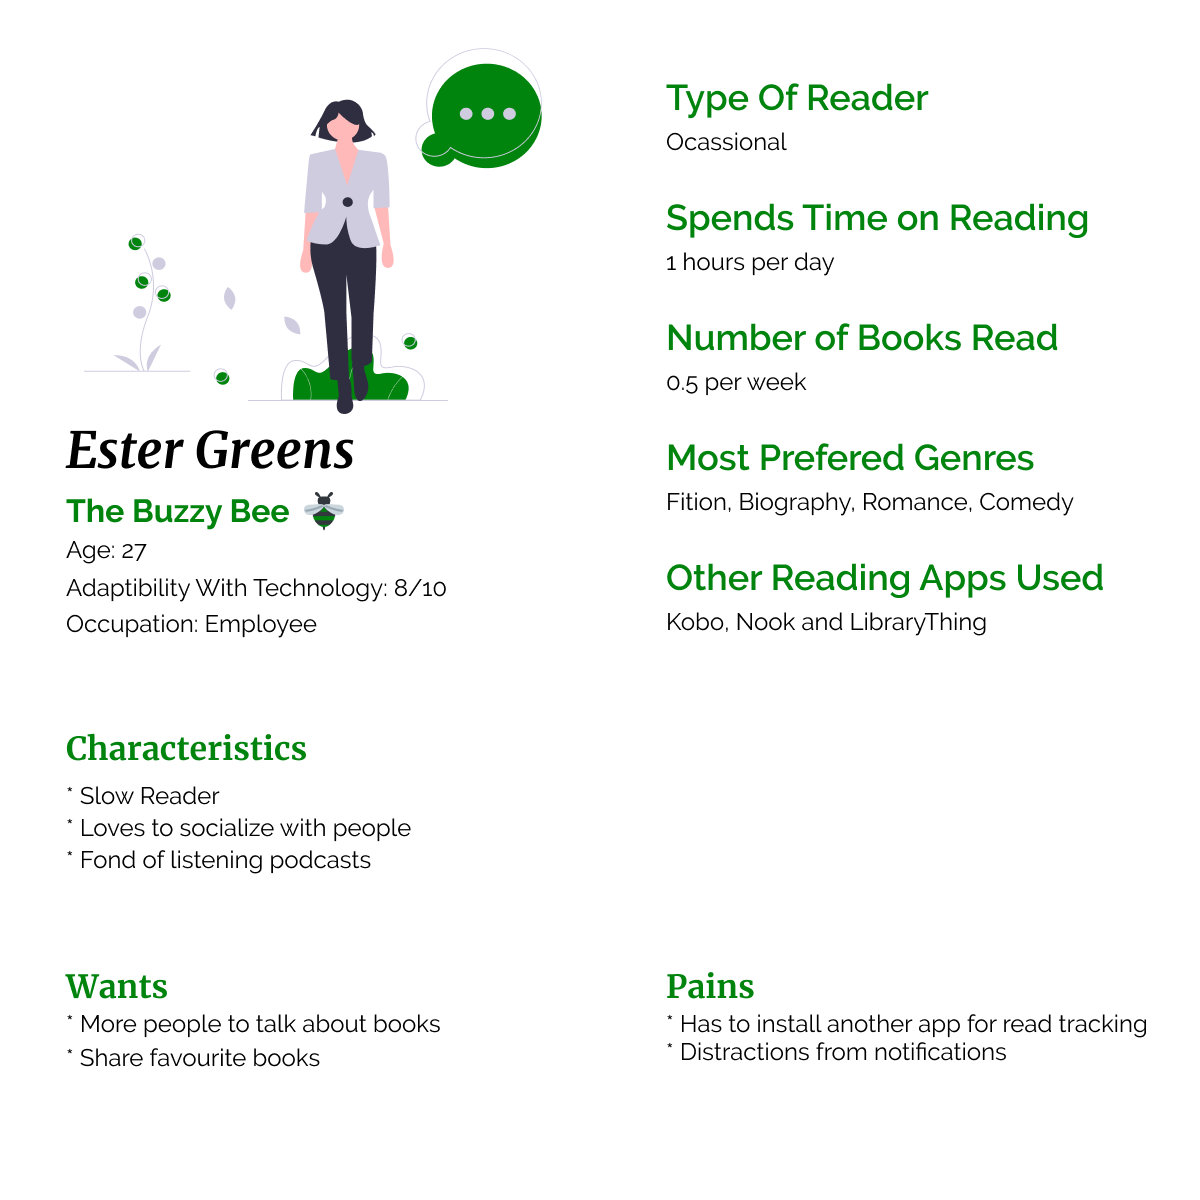 Ester Greens
The Buzzy Bee
Age: 27
Adaptibility With Technology: 8/10
Occupation: Employee
Type Of Reader
Ocassional
Spends Time on Reading
1 hours per day
Number of Books Read
0.5 per week
Most Prefered Genres
Fition, Biography, Romance, Comedy
Other Reading Apps Used
Kobo, Nook and LibraryThing
Characteristics
* Slow Reader
* Loves to socialize with people
* Fond of listening podcasts
Wants
* More people to talk about books
* Share favourite books
Pains
* Has to install another app for read tracking
* Distractions from notifications